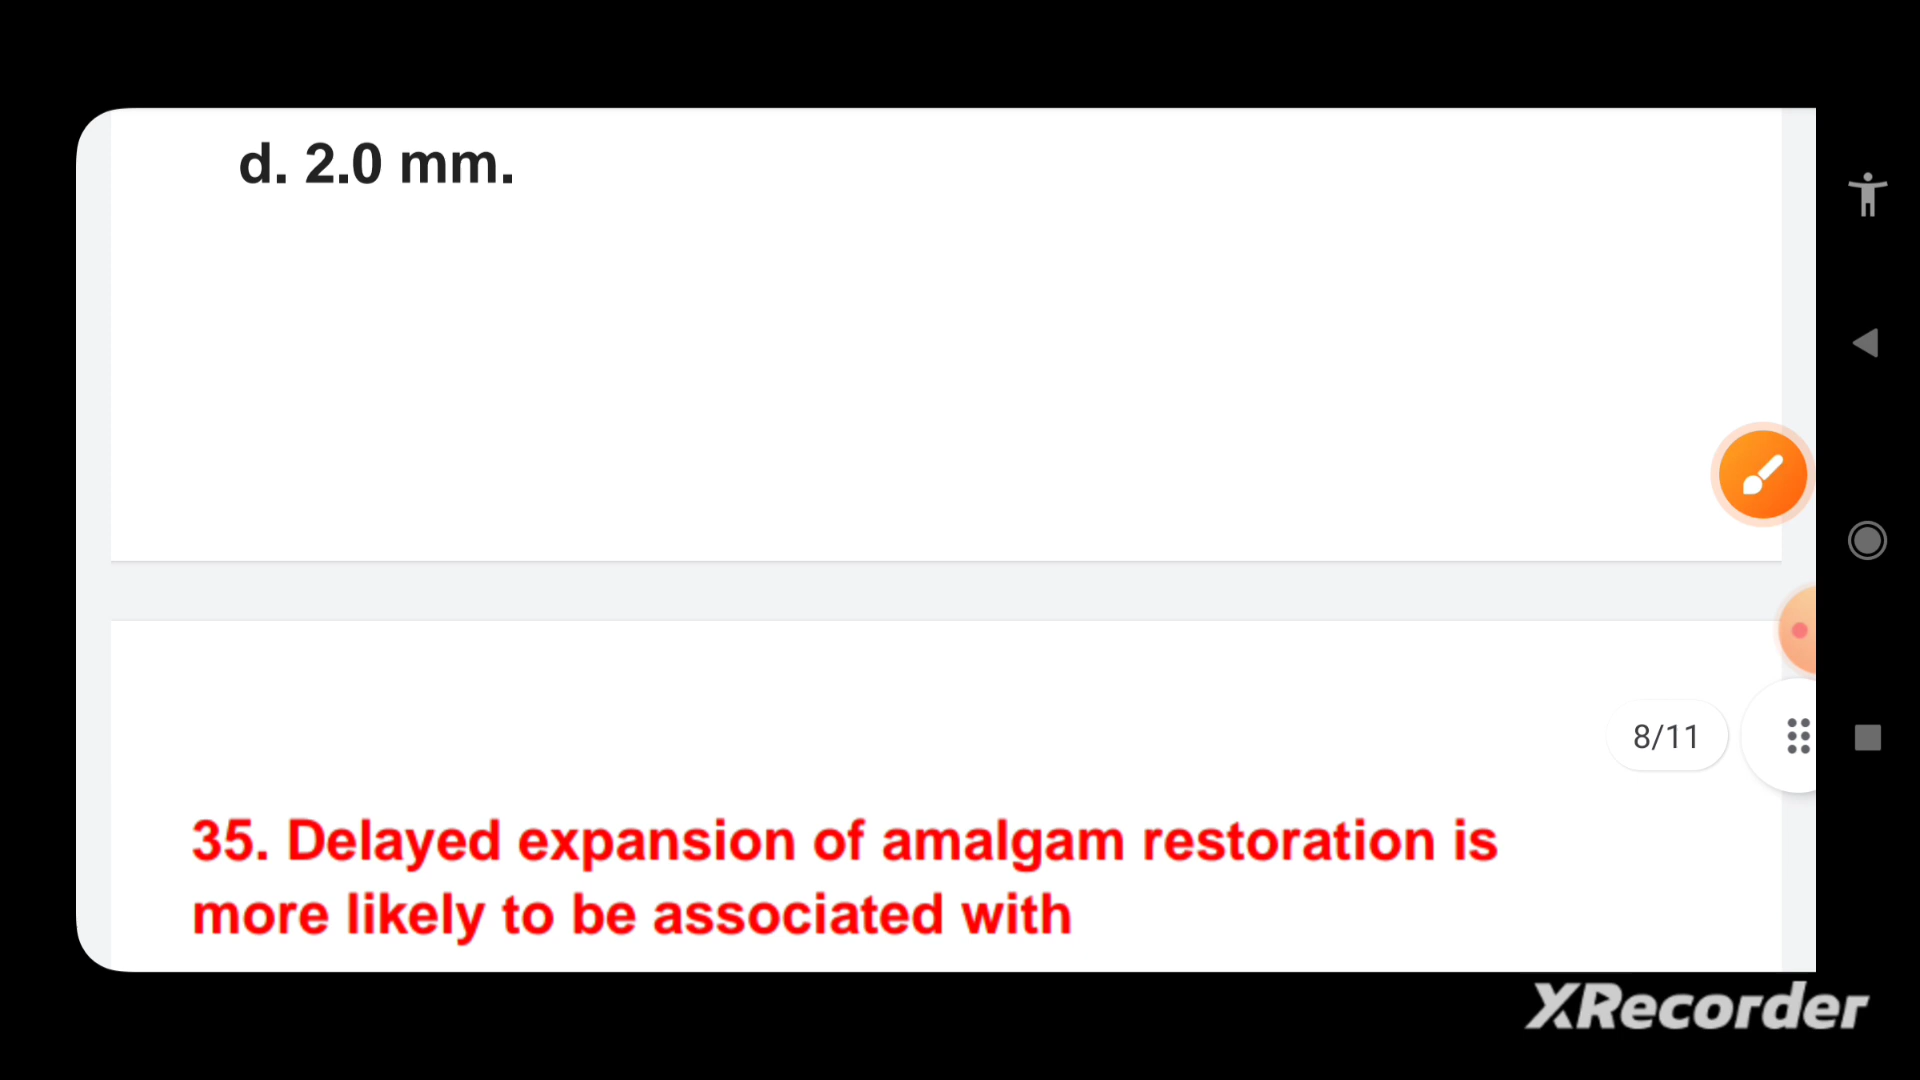 d. 2.0 mm.
8/11
35. Delayed expansion of amalgam restoration is
more likely to be associated with
XRecorder